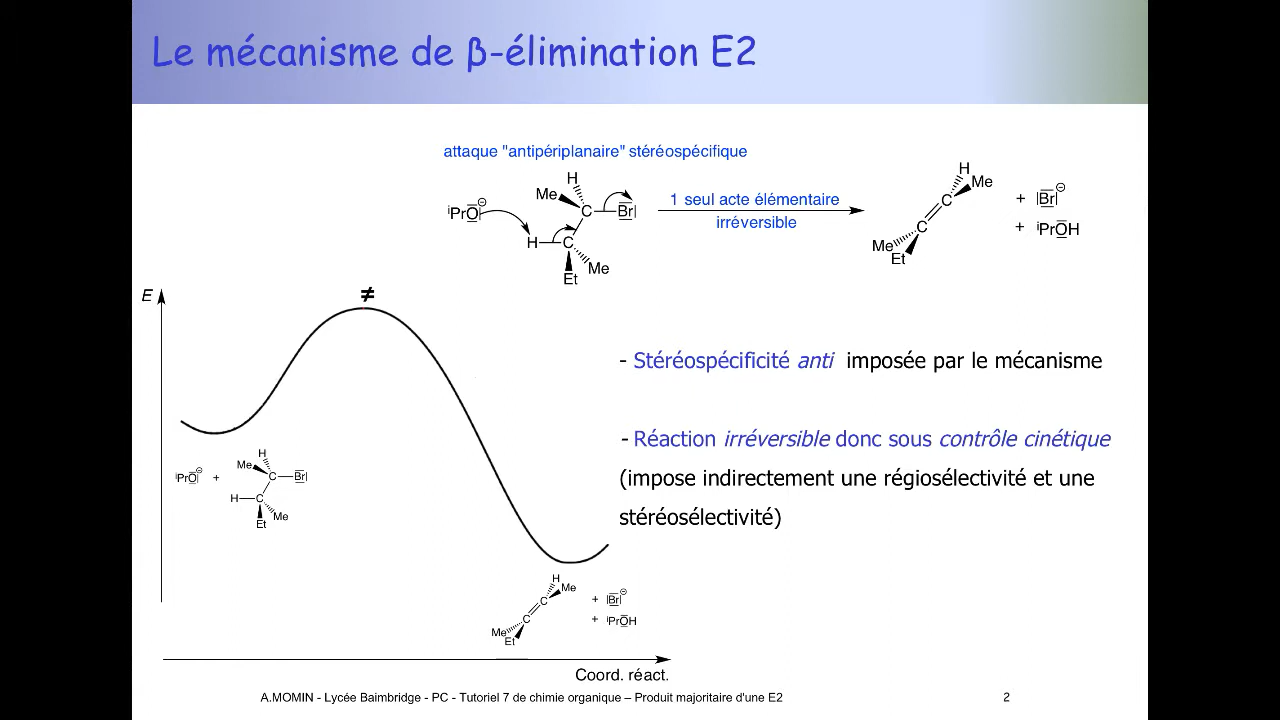 Le mécanisme de β-élimination E2
attaque "antipériplanaire" stéréospécifique
H
Me
ⁱPrO|⊖
C
Br|
H
C
Me
Et
1 seul acte élémentaire
irréversible
H
Me
C
C
Me
Et
+ |Br|⊖
+ ⁱPrOH
E
≠
- Stéréospécificité anti imposée par le mécanisme
- Réaction irréversible donc sous contrôle cinétique
(impose indirectement une régiosélectivité et une
stéréosélectivité)
H
Me
ⁱPrO|⊖ +
C
Br|
H
C
Me
Et
H
Me
C
C
Me
Et
+ |Br|⊖
+ ⁱPrOH
Coord. réact.
A.MOMIN - Lycée Baimbridge - PC - Tutoriel 7 de chimie organique – Produit majoritaire d'une E2
2